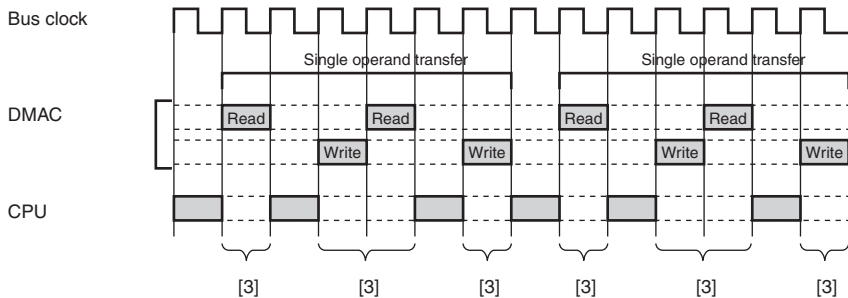 Bus clock
Single operand transfer Single operand transfer
DMAC
Read Read Read Read
Write Write Write Write
CPU
[3] [3] [3] [3] [3] [3]